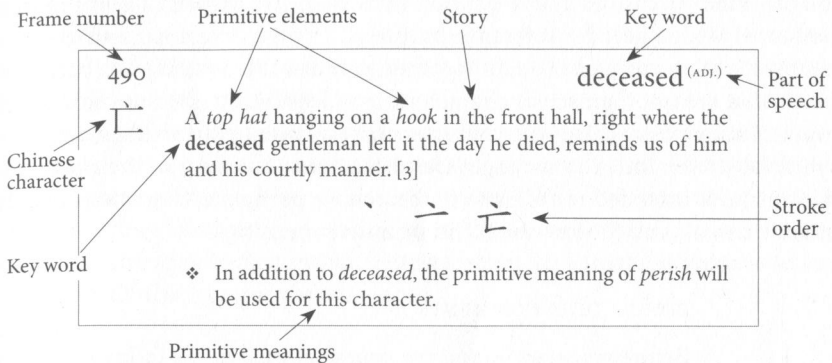 Frame number
Primitive elements
Story
Key word
490
deceased (ADJ.)
Part of
speech
亡
A top hat hanging on a hook in the front hall, right where the
deceased gentleman left it the day he died, reminds us of him
and his courtly manner. [3]
Chinese
character
丶 亠 亡
Stroke
order
Key word
❖ In addition to deceased, the primitive meaning of perish will
be used for this character.
Primitive meanings